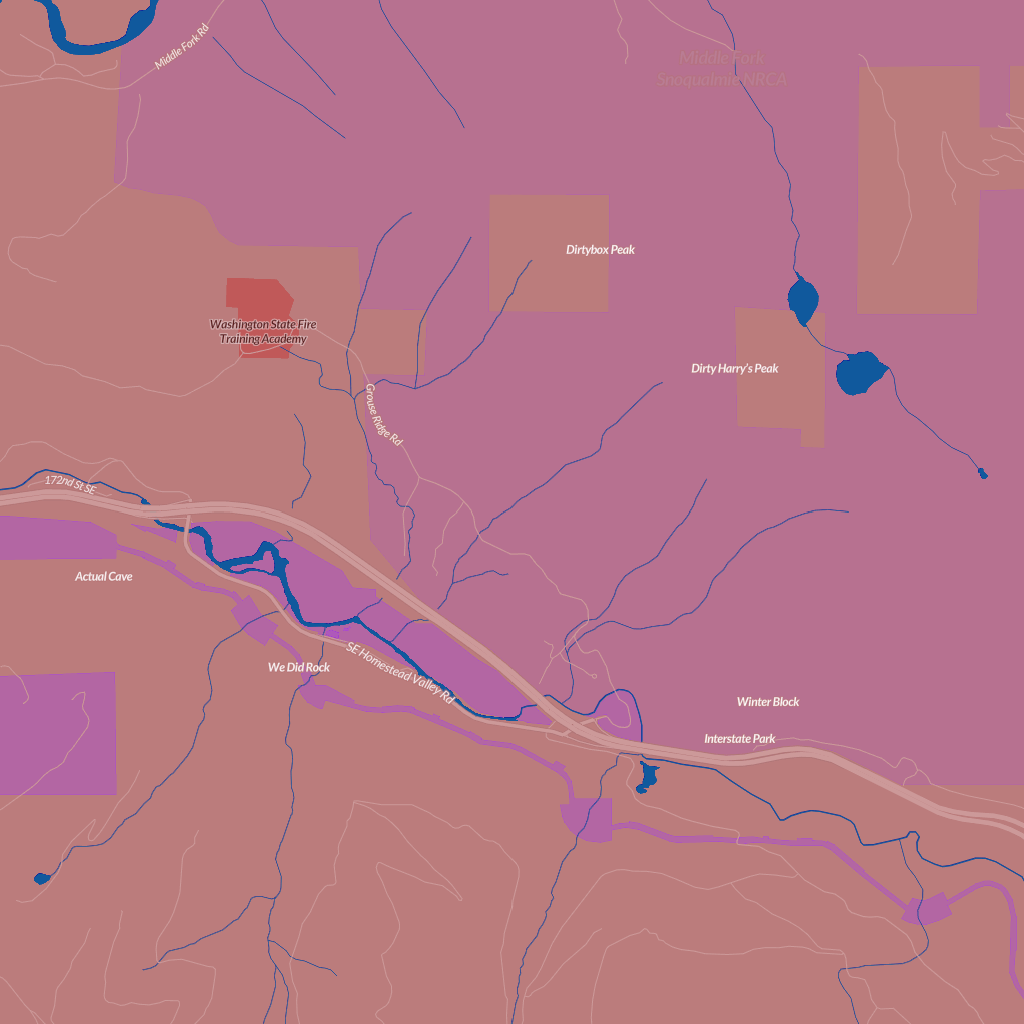 Middle Fork Rd
Middle Fork
Snoqualmie NRCA
Dirtybox Peak
Washington State Fire
Training Academy
Dirty Harry's Peak
Grouse Ridge Rd
172nd St SE
Actual Cave
We Did Rock
SE Homestead Valley Rd
Winter Block
Interstate Park